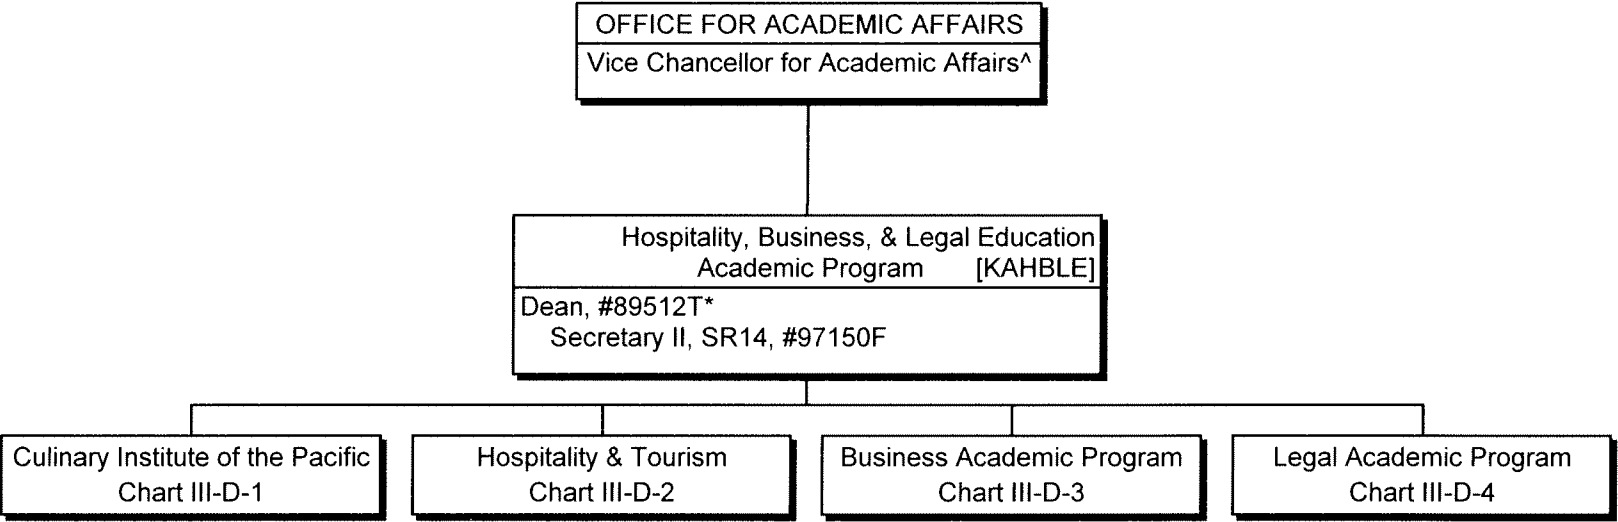 OFFICE FOR ACADEMIC AFFAIRS
Vice Chancellor for Academic Affairs^
Hospitality, Business, & Legal Education
Academic Program [KAHBLE]
Dean, #89512T*
Secretary II, SR14, #97150F
Culinary Institute of the Pacific
Chart III-D-1
Hospitality & Tourism
Chart III-D-2
Business Academic Program
Chart III-D-3
Legal Academic Program
Chart III-D-4